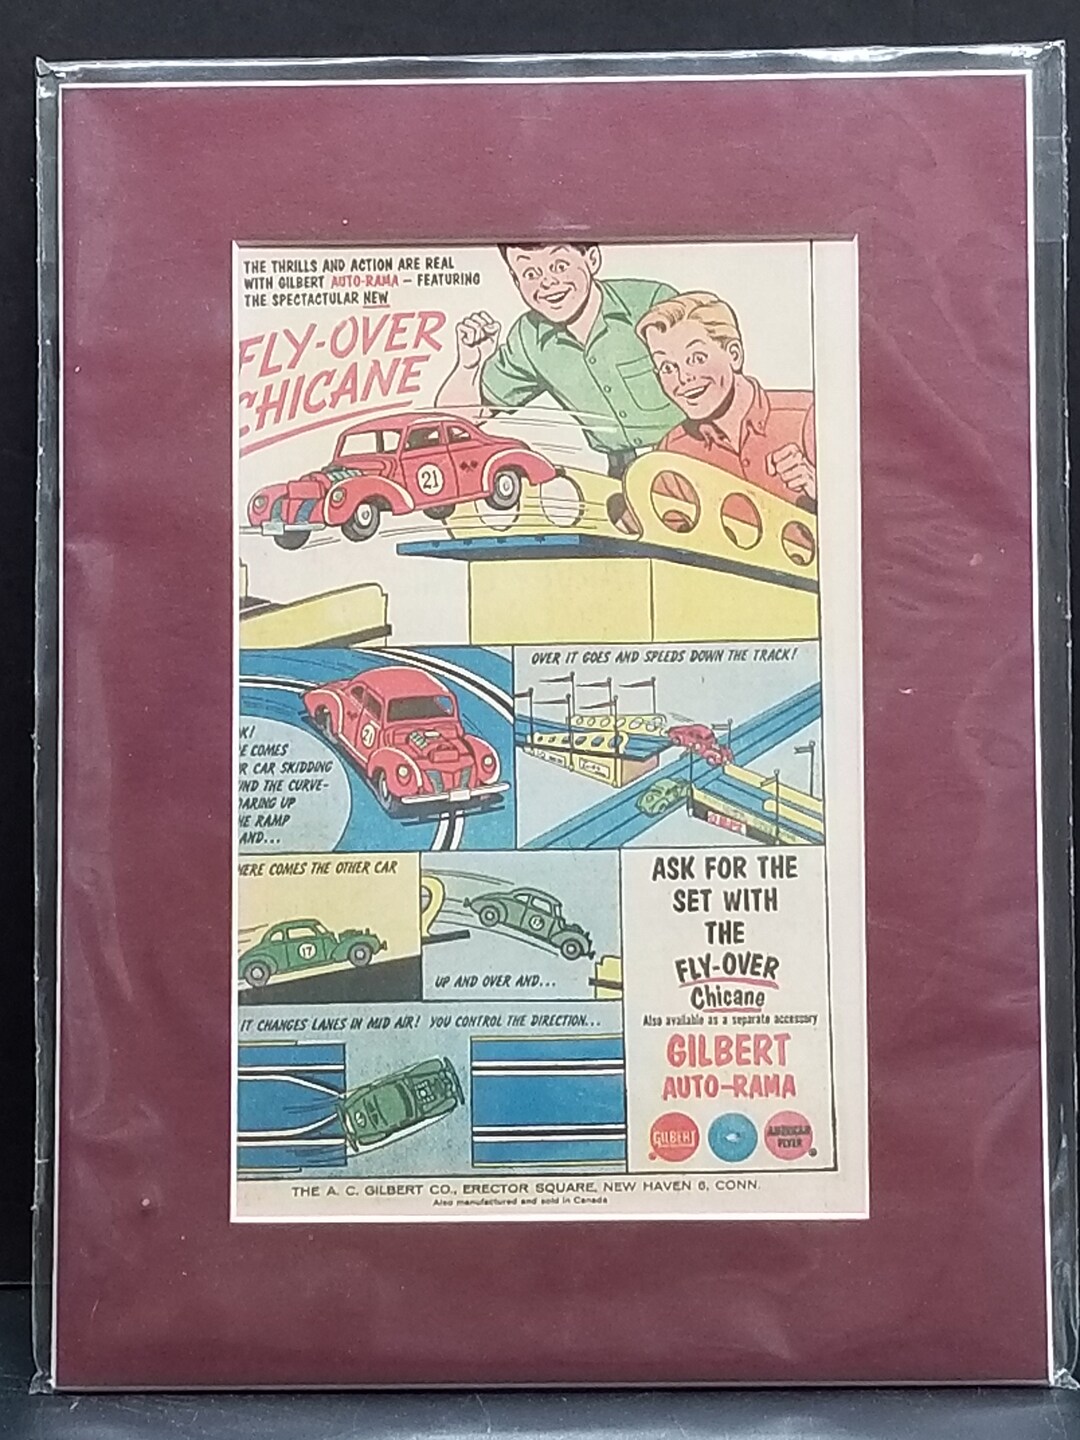 THE THRILLS AND ACTION ARE REAL
WITH GILBERT AUTO-RAMA – FEATURING
THE SPECTACTULAR NEW
FLY-OVER
CHICANE
21
21
K!
E COMES
R CAR SKIDDING
ND THE CURVE-
OARING UP
HE RAMP
AND...
OVER IT GOES AND SPEEDS DOWN THE TRACK!
HERE COMES THE OTHER CAR
17
UP AND OVER AND...
17
IT CHANGES LANES IN MID AIR! YOU CONTROL THE DIRECTION...
ASK FOR THE
SET WITH
THE
FLY-OVER
Chicane
Also available as a separate accessory
GILBERT
AUTO-RAMA
GILBERT
AMERICAN
FLYER
THE A. C. GILBERT CO., ERECTOR SQUARE, NEW HAVEN 6, CONN.
Also manufactured and sold in Canada